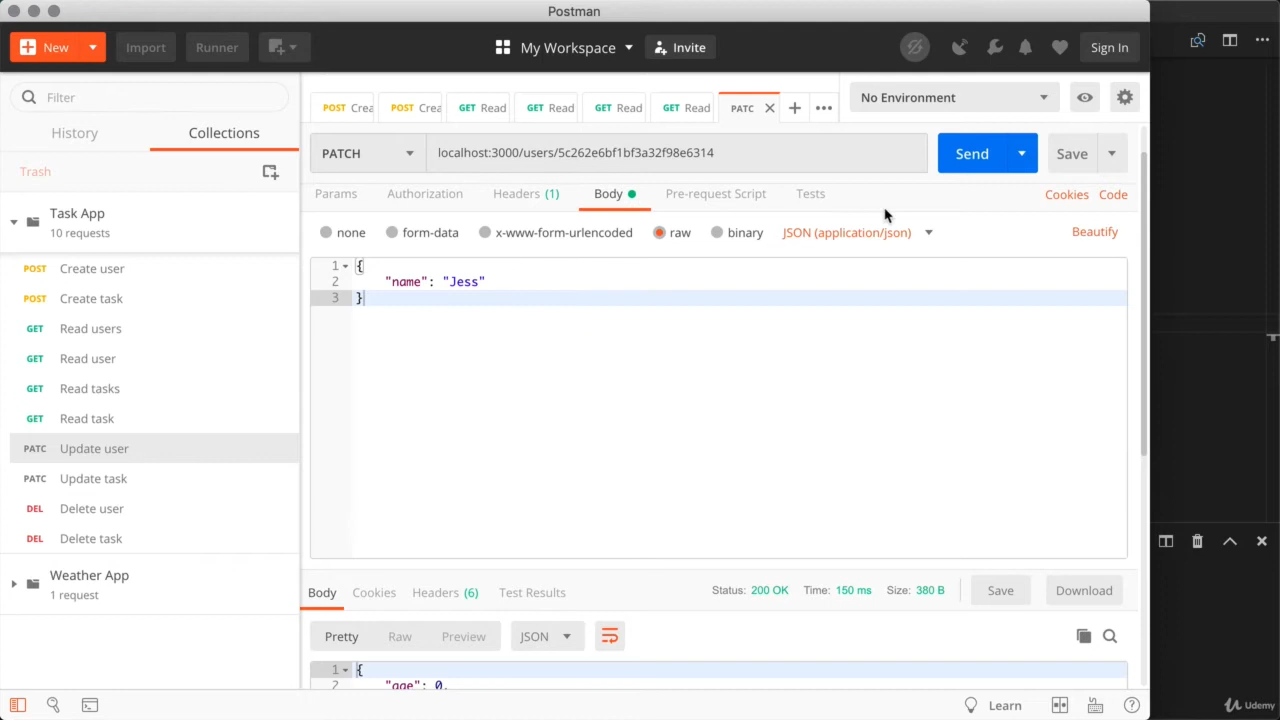 Postman
New
Import
Runner
My Workspace
Invite
Sign In
Filter
History
Collections
Trash
Task App
10 requests
POST Create user
POST Create task
GET Read users
GET Read user
GET Read tasks
GET Read task
PATC Update user
PATC Update task
DEL Delete user
DEL Delete task
Weather App
1 request
POST Crea
POST Crea
GET Read
GET Read
GET Read
GET Read
PATC
No Environment
PATCH
localhost:3000/users/5c262e6bf1bf3a32f98e6314
Send
Save
Params
Authorization
Headers (1)
Body
Pre-request Script
Tests
Cookies
Code
none
form-data
x-www-form-urlencoded
raw
binary
JSON (application/json)
Beautify
1 {
2 "name": "Jess"
3 }
Body
Cookies
Headers (6)
Test Results
Status: 200 OK
Time: 150 ms
Size: 380 B
Save
Download
Pretty
Raw
Preview
JSON
1 {
2 "age": 0,
Learn
Udemy